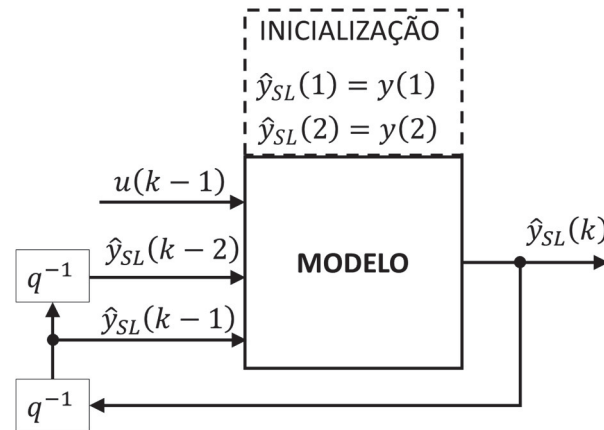 INICIALIZAÇÃO
ŷ_SL(1) = y(1)
ŷ_SL(2) = y(2)
u(k − 1)
ŷ_SL(k − 2)
ŷ_SL(k − 1)
q⁻¹
q⁻¹
MODELO
ŷ_SL(k)